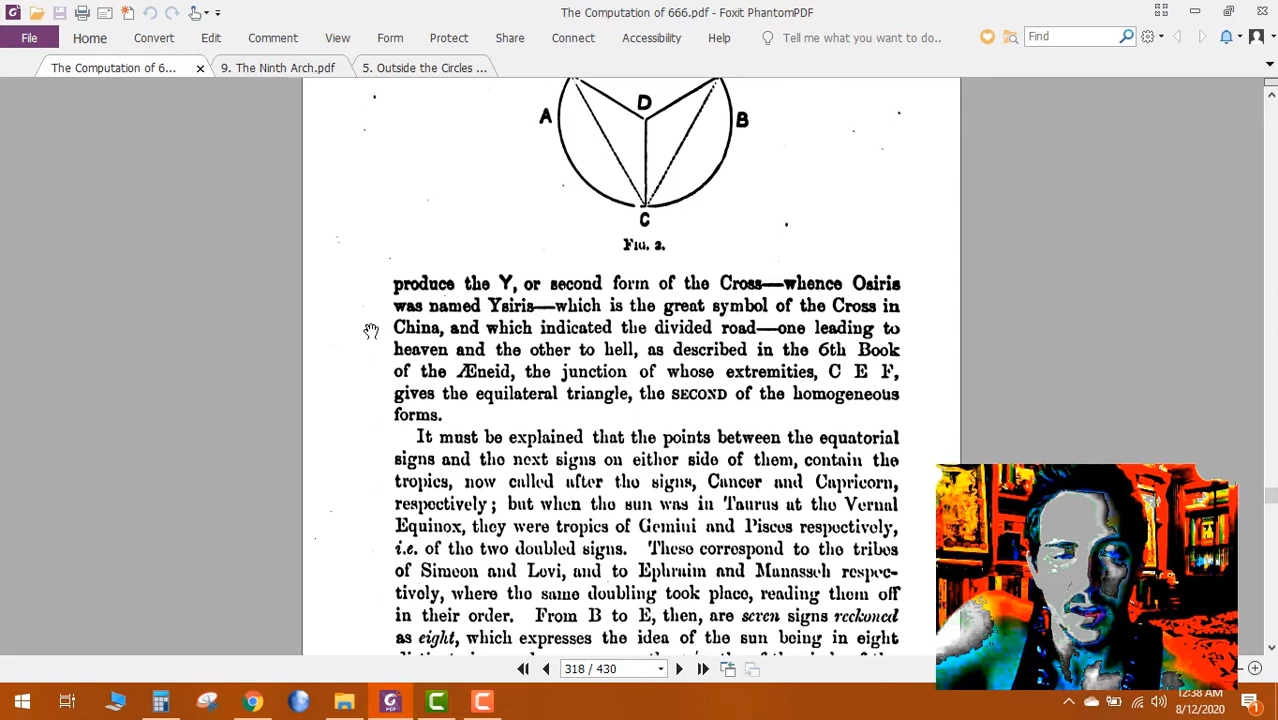 The Computation of 666.pdf - Foxit PhantomPDF
File Home Convert Edit Comment View Form Protect Share Connect Accessibility Help Tell me what you want to do.. Find
The Computation of 6... × 9. The Ninth Arch.pdf 5. Outside the Circles ...
D
A B
C
FIG. 2.
produce the Y, or second form of the Cross—whence Osiris
was named Ysiris—which is the great symbol of the Cross in
China, and which indicated the divided road—one leading to
heaven and the other to hell, as described in the 6th Book
of the Æneid, the junction of whose extremities, C E F,
gives the equilateral triangle, the SECOND of the homogeneous
forms.
It must be explained that the points between the equatorial
signs and the next signs on either side of them, contain the
tropics, now called after the signs, Cancer and Capricorn,
respectively; but when the sun was in Taurus at the Vernal
Equinox, they were tropics of Gemini and Pisces respectively,
i.e. of the two doubled signs. These correspond to the tribes
of Simeon and Levi, and to Ephraim and Manasseh respec-
tively, where the same doubling took place, reading them off
in their order. From B to E, then, are seven signs reckoned
as eight, which expresses the idea of the sun being in eight
318 / 430
12:38 AM
8/12/2020